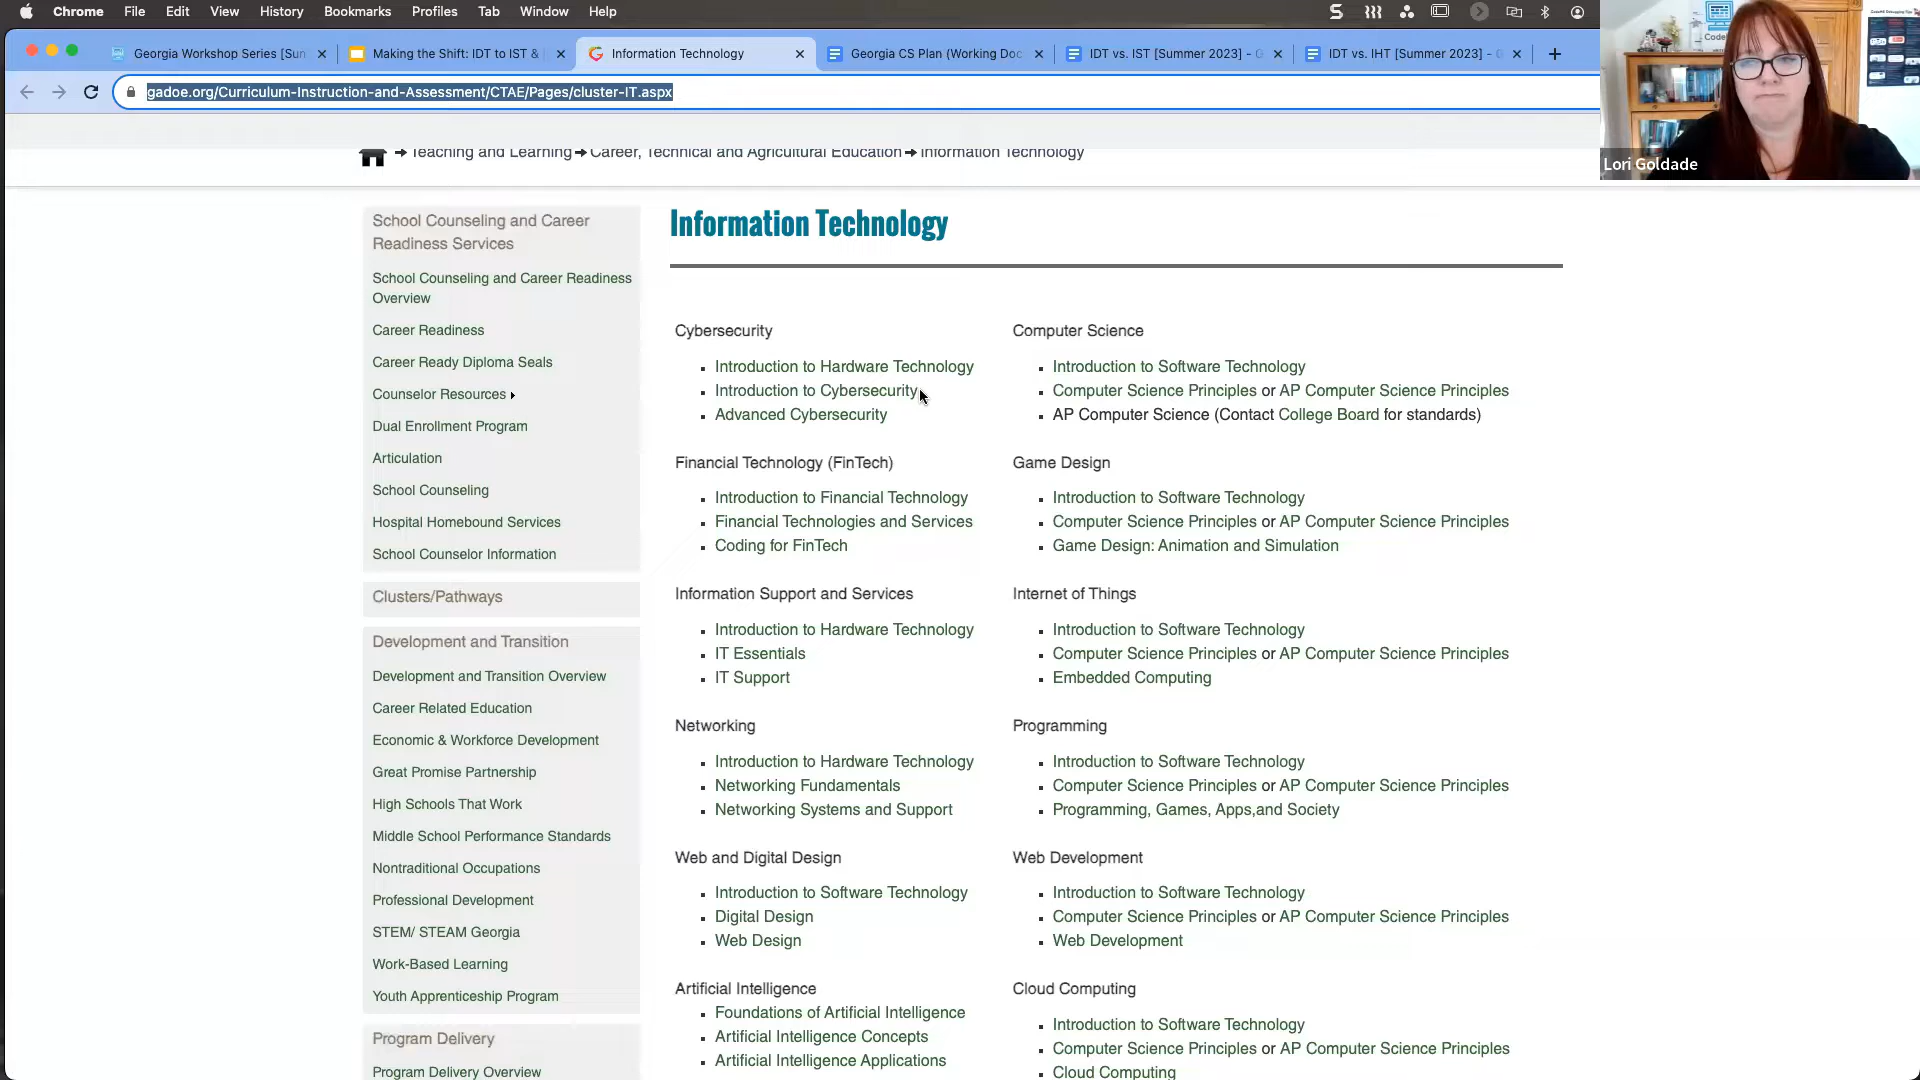 Chrome File Edit View History Bookmarks Profiles Tab Window Help
Georgia Workshop Series [Sun
Making the Shift: IDT to IST &
Information Technology
Georgia CS Plan (Working Doc
IDT vs. IST [Summer 2023] - G
IDT vs. IHT [Summer 2023] - G
gadoe.org/Curriculum-Instruction-and-Assessment/CTAE/Pages/cluster-IT.aspx
Lori Goldade
Teaching and Learning Career, Technical and Agricultural Education Information Technology
School Counseling and Career
Readiness Services
School Counseling and Career Readiness
Overview
Career Readiness
Career Ready Diploma Seals
Counselor Resources
Dual Enrollment Program
Articulation
School Counseling
Hospital Homebound Services
School Counselor Information
Clusters/Pathways
Development and Transition
Development and Transition Overview
Career Related Education
Economic & Workforce Development
Great Promise Partnership
High Schools That Work
Middle School Performance Standards
Nontraditional Occupations
Professional Development
STEM/ STEAM Georgia
Work-Based Learning
Youth Apprenticeship Program
Program Delivery
Program Delivery Overview
Information Technology
Cybersecurity
Introduction to Hardware Technology
Introduction to Cybersecurity
Advanced Cybersecurity
Computer Science
Introduction to Software Technology
Computer Science Principles or AP Computer Science Principles
AP Computer Science (Contact College Board for standards)
Financial Technology (FinTech)
Introduction to Financial Technology
Financial Technologies and Services
Coding for FinTech
Game Design
Introduction to Software Technology
Computer Science Principles or AP Computer Science Principles
Game Design: Animation and Simulation
Information Support and Services
Introduction to Hardware Technology
IT Essentials
IT Support
Internet of Things
Introduction to Software Technology
Computer Science Principles or AP Computer Science Principles
Embedded Computing
Networking
Introduction to Hardware Technology
Networking Fundamentals
Networking Systems and Support
Programming
Introduction to Software Technology
Computer Science Principles or AP Computer Science Principles
Programming, Games, Apps,and Society
Web and Digital Design
Introduction to Software Technology
Digital Design
Web Design
Web Development
Introduction to Software Technology
Computer Science Principles or AP Computer Science Principles
Web Development
Artificial Intelligence
Foundations of Artificial Intelligence
Artificial Intelligence Concepts
Artificial Intelligence Applications
Cloud Computing
Introduction to Software Technology
Computer Science Principles or AP Computer Science Principles
Cloud Computing